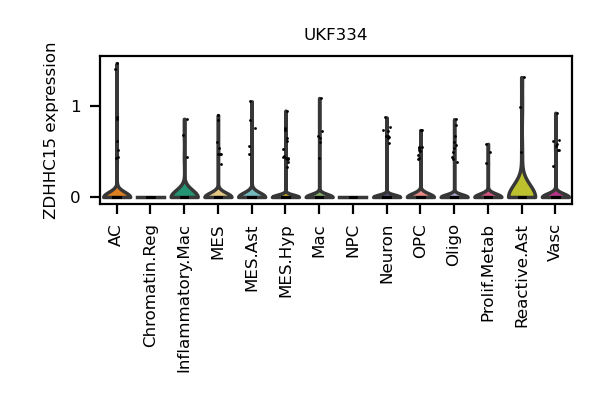 UKF334
ZDHHC15 expression
1
0
AC
Chromatin.Reg
Inflammatory.Mac
MES
MES.Ast
MES.Hyp
Mac
NPC
Neuron
OPC
Oligo
Prolif.Metab
Reactive.Ast
Vasc